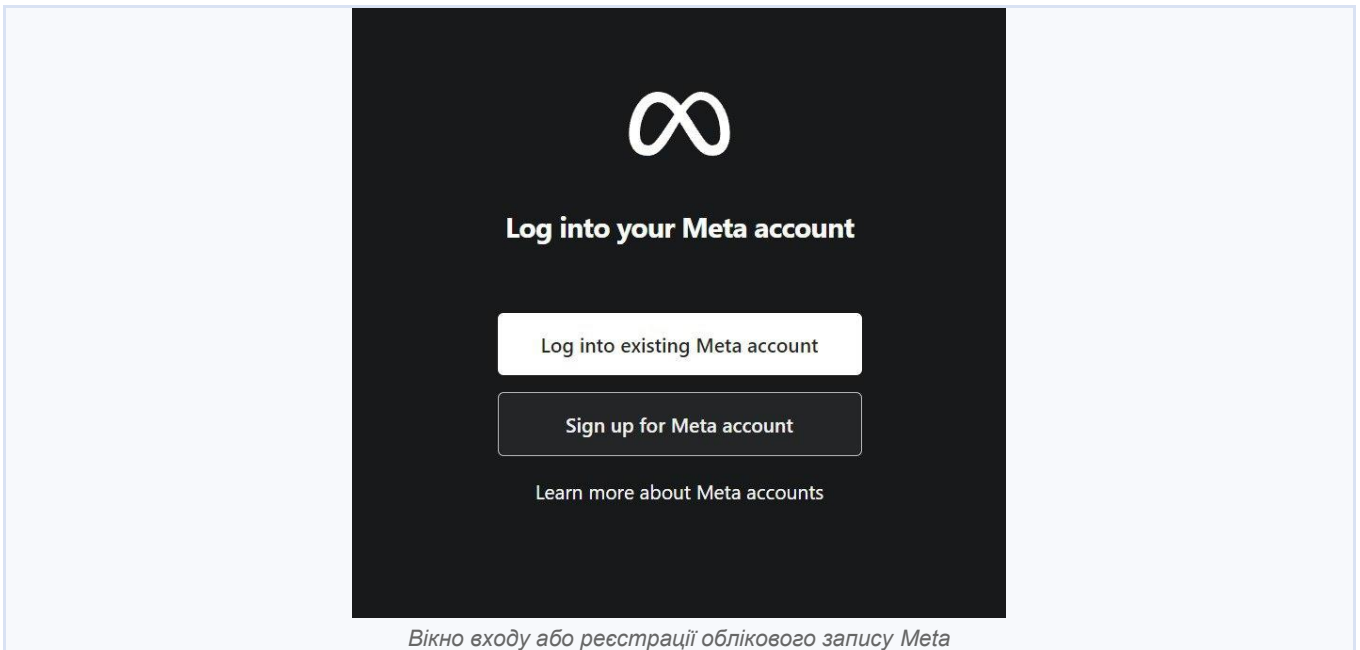 Log into your Meta account
Log into existing Meta account
Sign up for Meta account
Learn more about Meta accounts
Вікно входу або реєстрації облікового запису Meta